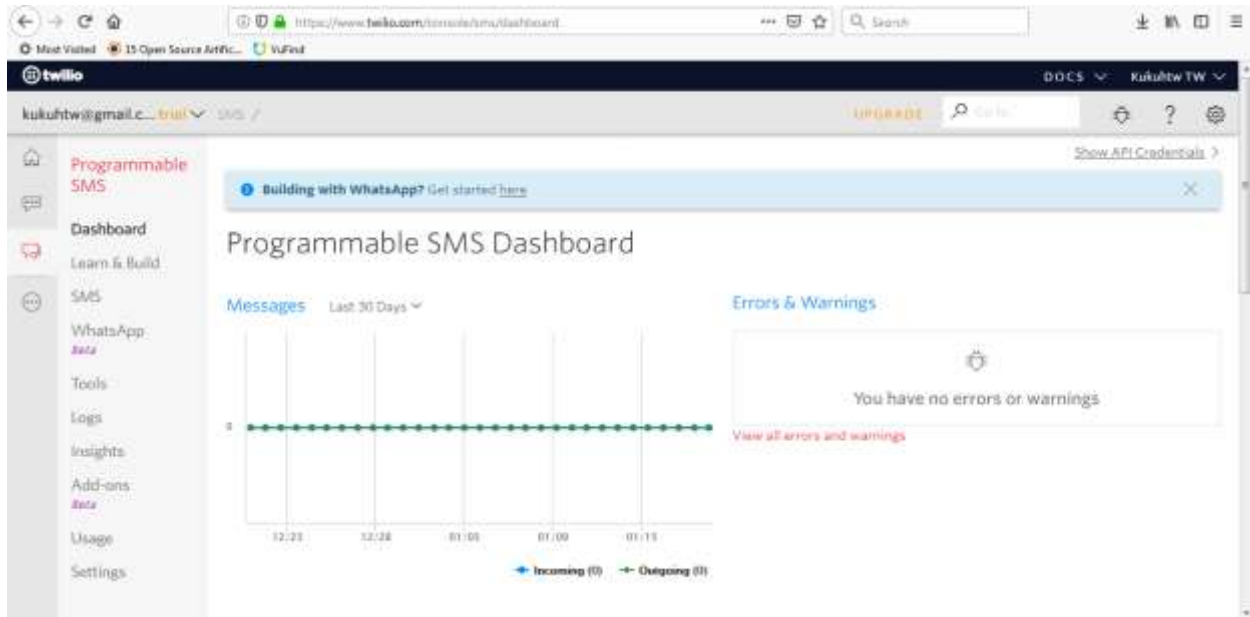 https://www.twilio.com/console/sms/dashboard
Search
Most Visited
15 Open Source Artific...
VuFind
twilio
DOCS
Kukuhtw TW
kukuhtw@gmail.c... trial
SMS /
UPGRADE
Go to
?
Show API Credentials >
Programmable
SMS
Building with WhatsApp? Get started here
Dashboard
Programmable SMS Dashboard
Learn & Build
SMS
Messages
Last 30 Days
Errors & Warnings
WhatsApp
Beta
Tools
You have no errors or warnings
Logs
0
View all errors and warnings
Insights
Add-ons
Beta
Usage
12/23
12/28
01/09
Settings
Incoming (0)
Outgoing (0)